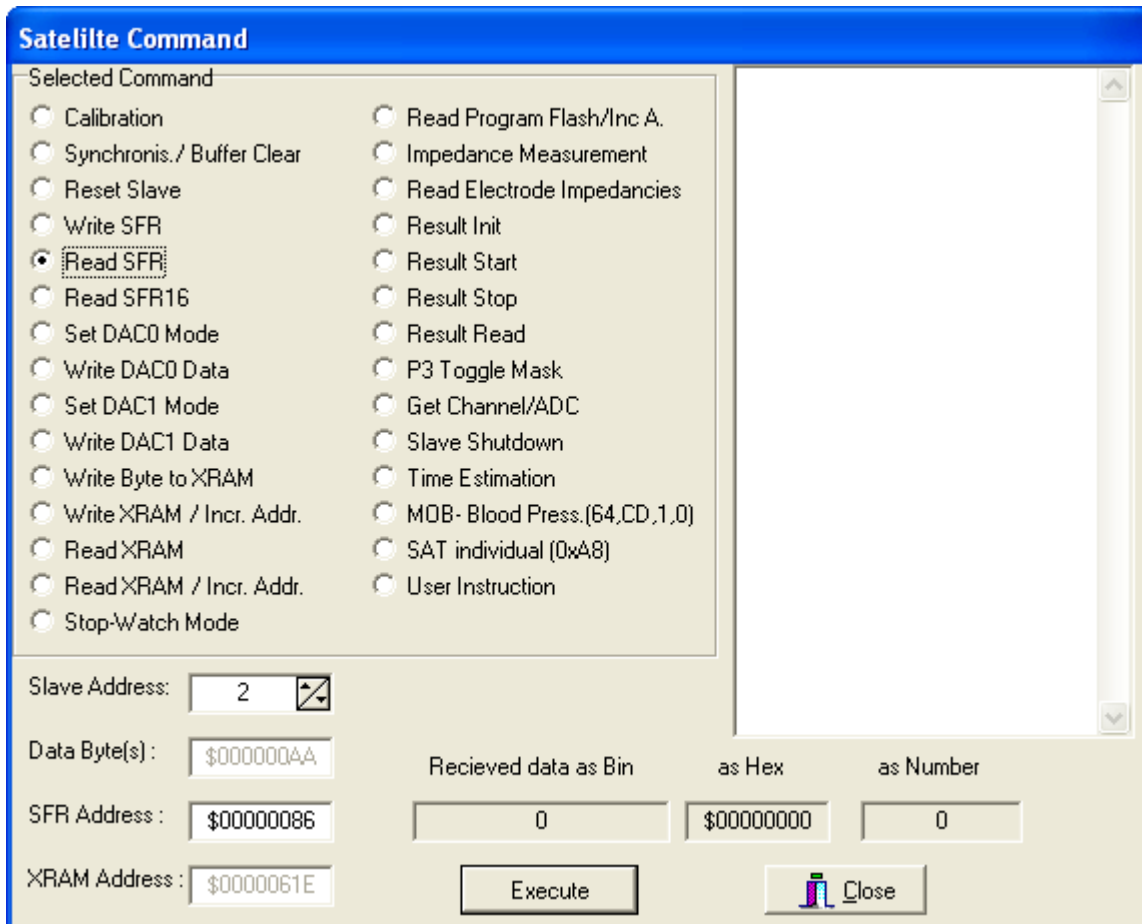 Satelilte Command
Selected Command
Calibration
Synchronis./ Buffer Clear
Reset Slave
Write SFR
Read SFR
Read SFR16
Set DAC0 Mode
Write DAC0 Data
Set DAC1 Mode
Write DAC1 Data
Write Byte to XRAM
Write XRAM / Incr. Addr.
Read XRAM
Read XRAM / Incr. Addr.
Stop-Watch Mode
Read Program Flash/Inc A.
Impedance Measurement
Read Electrode Impedancies
Result Init
Result Start
Result Stop
Result Read
P3 Toggle Mask
Get Channel/ADC
Slave Shutdown
Time Estimation
MOB- Blood Press.(64,CD,1,0)
SAT individual (0xA8)
User Instruction
Slave Address: 2
Data Byte(s) : $000000AA
SFR Address : $00000086
XRAM Address : $0000061E
Recieved data as Bin as Hex as Number
0 $00000000 0
Execute Close